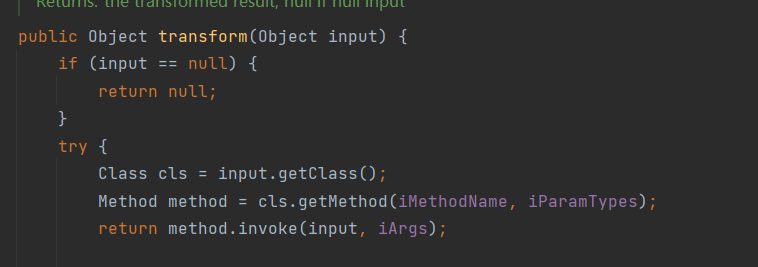 Returns: the transformed result, null if null input
public Object transform(Object input) {
if (input == null) {
return null;
}
try {
Class cls = input.getClass();
Method method = cls.getMethod(iMethodName, iParamTypes);
return method.invoke(input, iArgs);